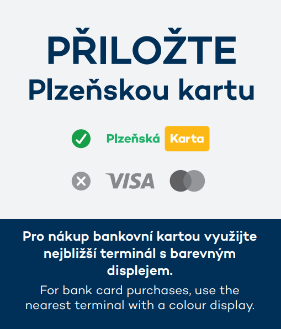 PŘILOŽTE
Plzeňskou kartu
Plzeňská Karta
VISA
Pro nákup bankovní kartou využijte
nejbližší terminál s barevným
displejem.
For bank card purchases, use the
nearest terminal with a colour display.